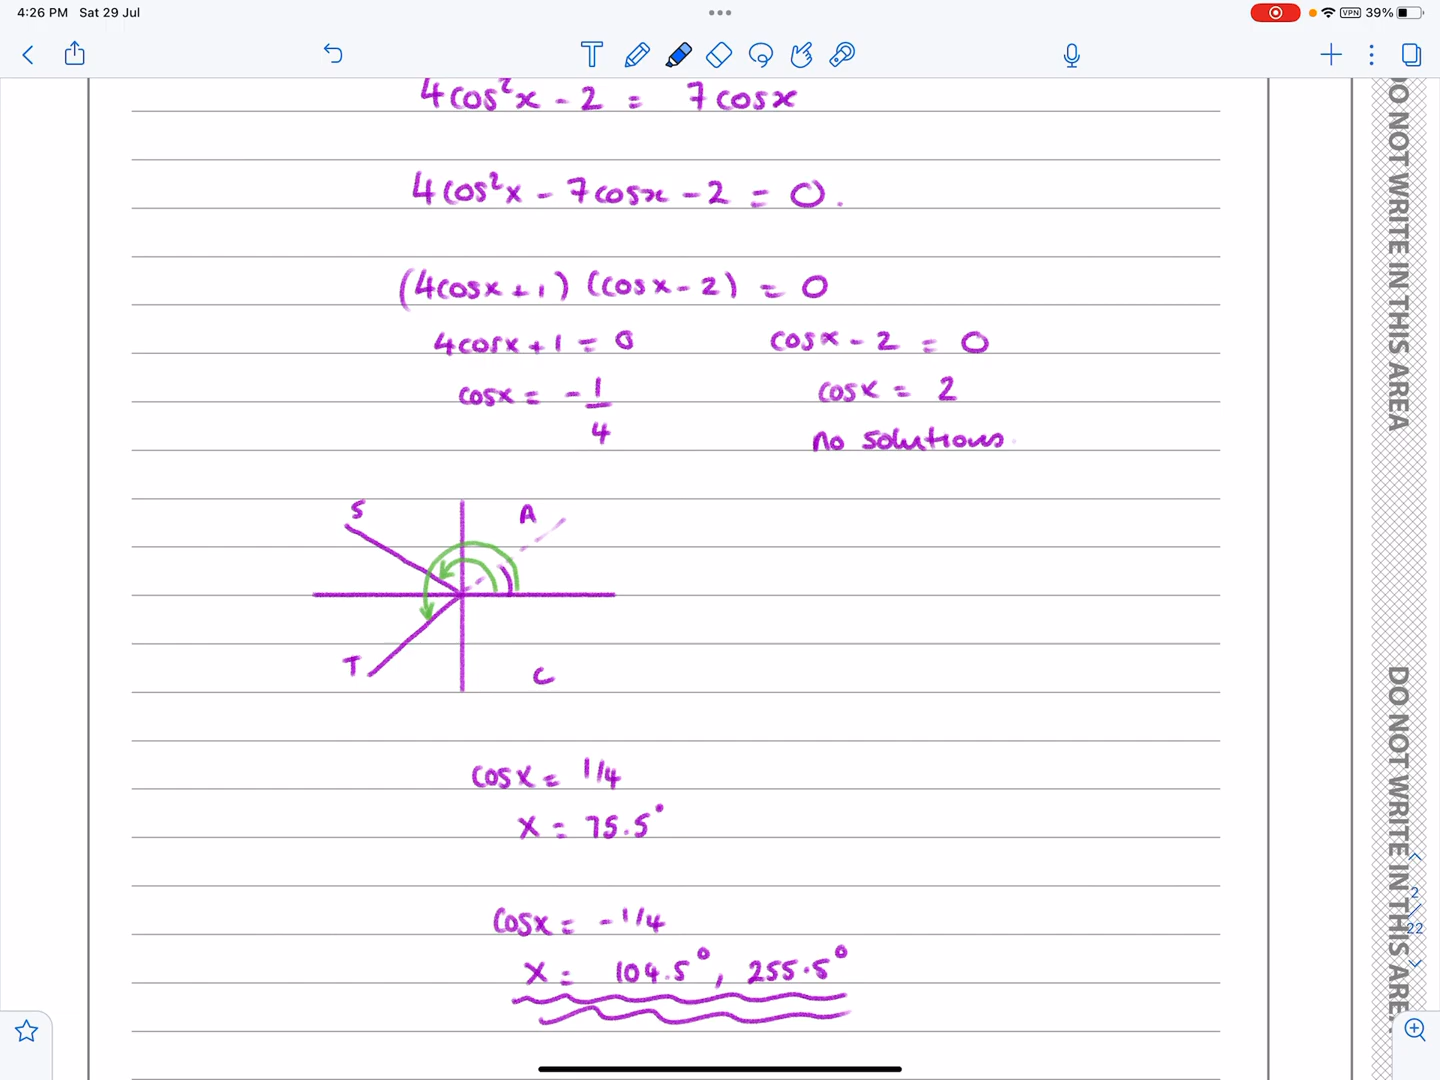 4:26 PM Sat 29 Jul
VPN 39%
4cos²x - 2 = 7cosx
4cos²x - 7cosx - 2 = 0.
(4cosx + 1) (cosx - 2) = 0
4cosx + 1 = 0 cosx - 2 = 0
cosx = -1/4 cosx = 2
no solutions
S A
T C
cosx = 1/4
x = 75.5°
cosx = -1/4
x = 104.5°, 255.5°
DO NOT WRITE IN THIS AREA
DO NOT WRITE IN THIS AREA
2/22